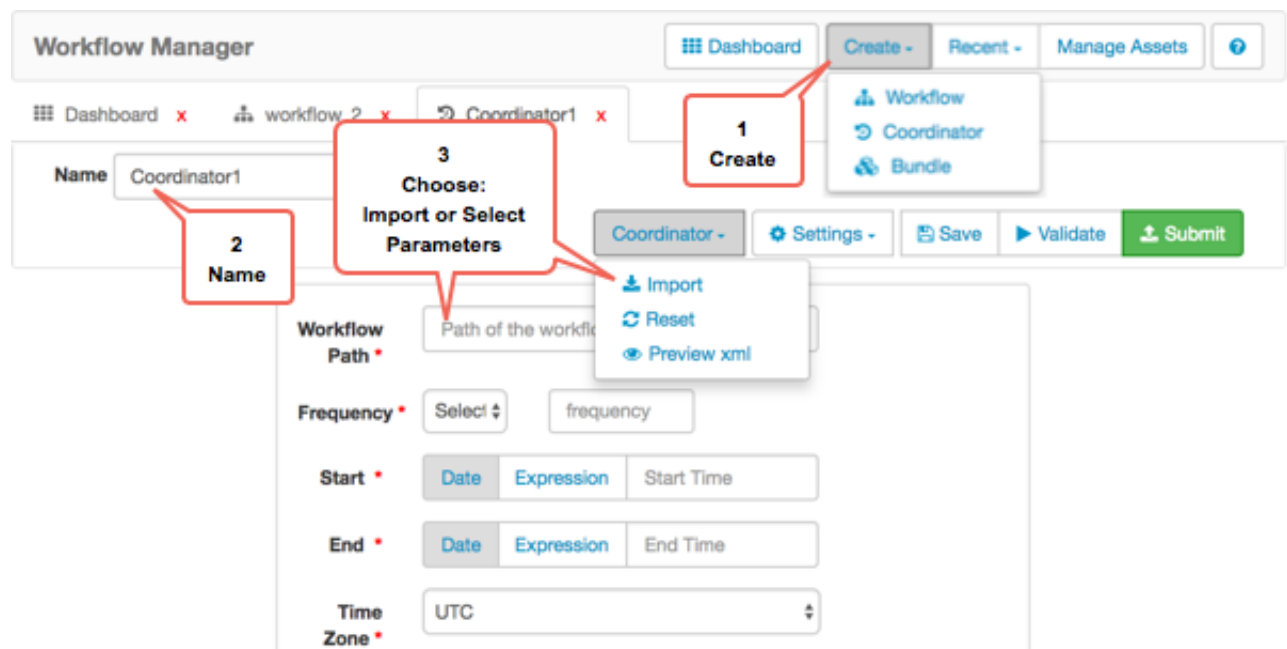 Workflow Manager
Dashboard
Create
Recent
Manage Assets
Dashboard x
workflow_2 x
Coordinator1 x
Workflow
Coordinator
Bundle
1
Create
Name
Coordinator1
2
Name
3
Choose:
Import or Select
Parameters
Coordinator
Settings
Save
Validate
Submit
Import
Reset
Preview xml
Workflow
Path *
Path of the workflo
Frequency *
Select
frequency
Start *
Date
Expression
Start Time
End *
Date
Expression
End Time
Time
Zone *
UTC